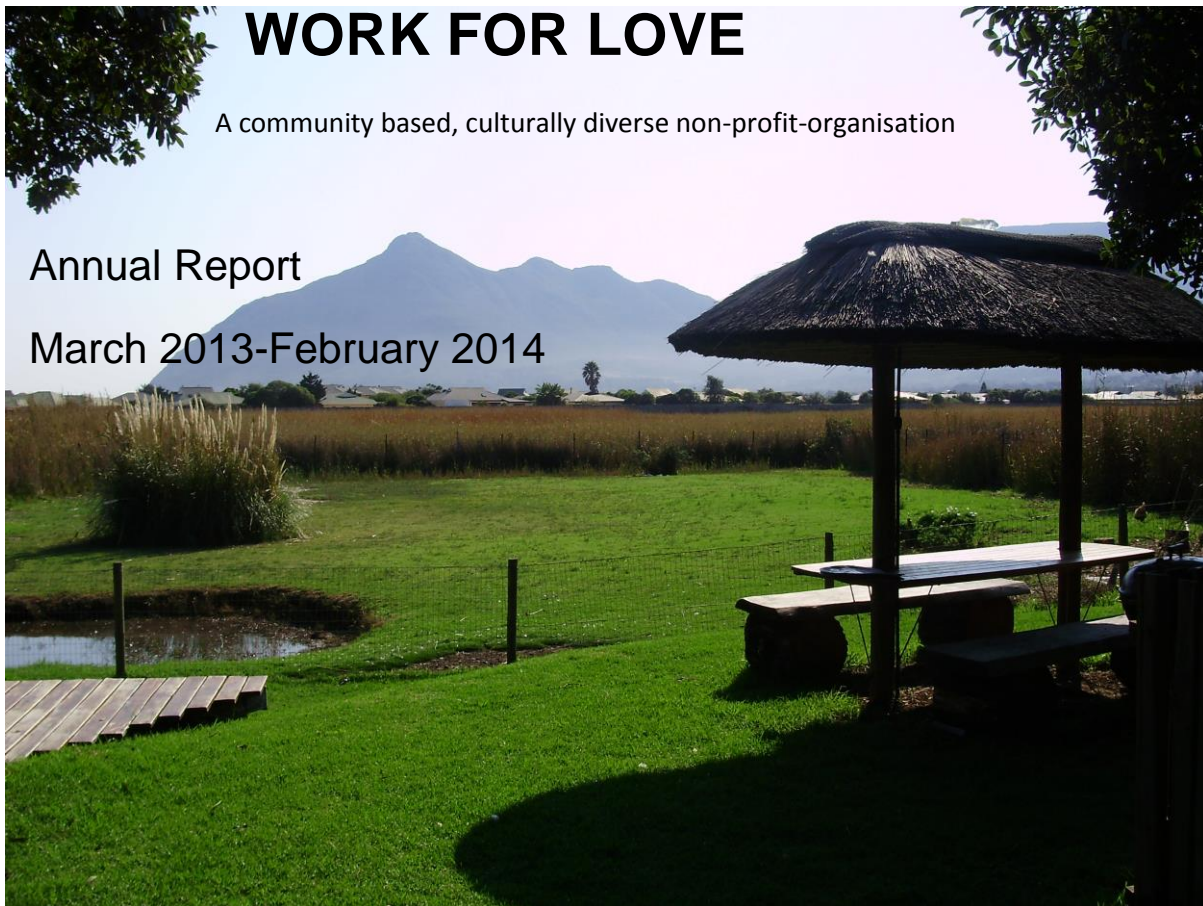 WORK FOR LOVE
A community based, culturally diverse non-profit-organisation
Annual Report
March 2013-February 2014